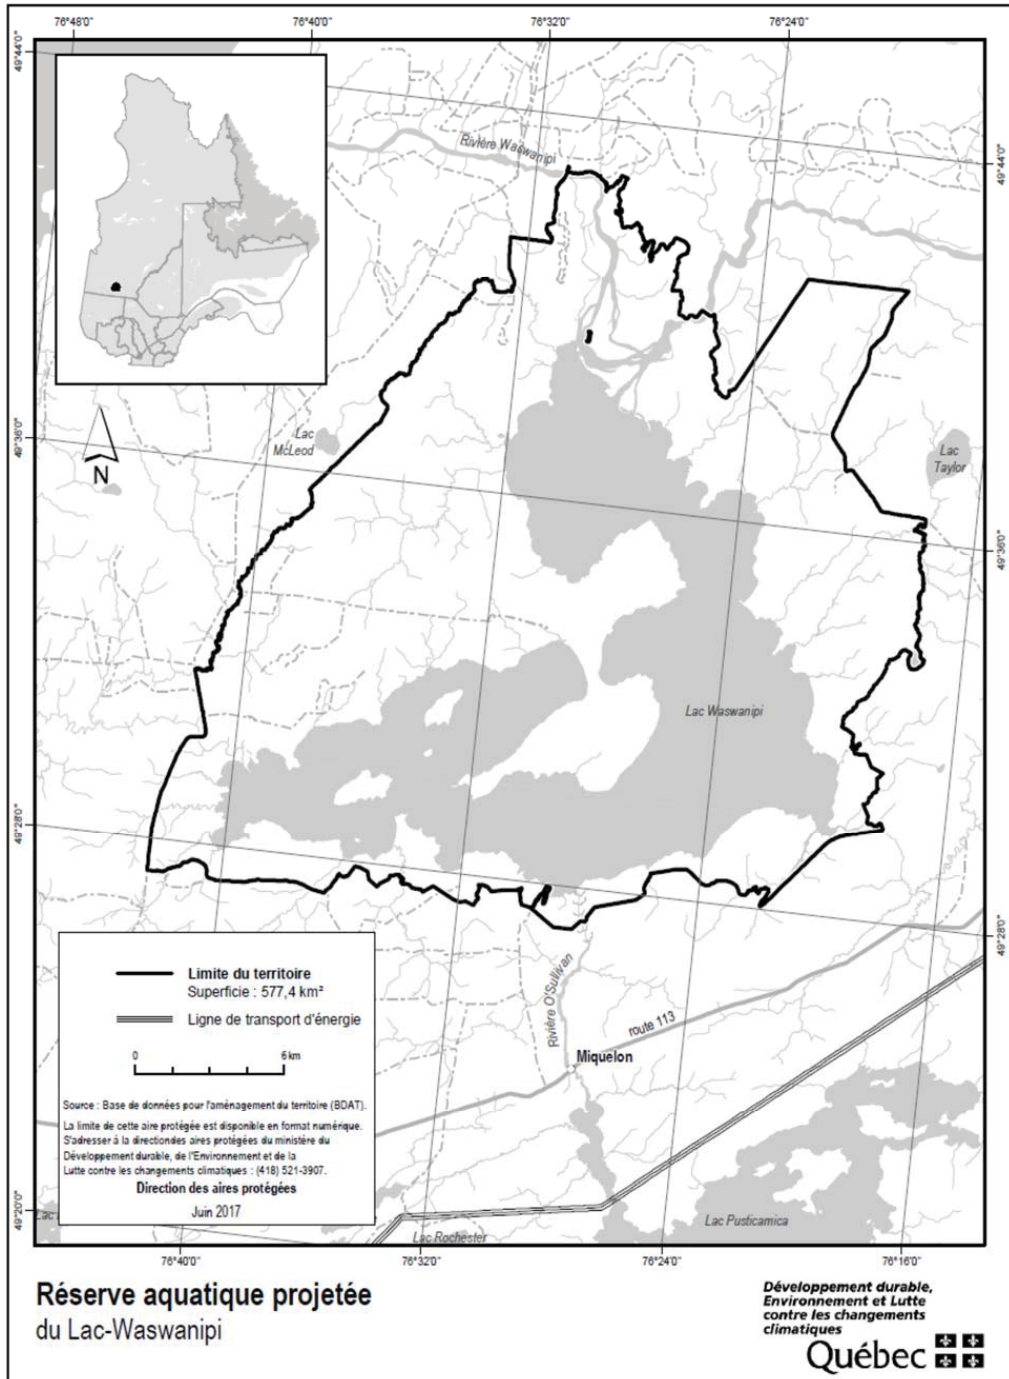 76°48'0"
76°40'0"
76°32'0"
76°24'0"
49°44'0"
49°44'0"
Rivière Waswanipi
49°36'0"
N
Lac
McLeod
Lac
Taylor
49°36'0"
Lac Waswanipi
49°28'0"
49°28'0"
Limite du territoire
Superficie : 577,4 km²
Ligne de transport d'énergie
0
6 km
Source : Base de données pour l'aménagement du territoire (BDAT).
La limite de cette aire protégée est disponible en format numérique.
S'adresser à la directiondes aires protégées du ministère du
Développement durable, de l'Environnement et de la
Lutte contre les changements climatiques : (418) 521-3907.
Direction des aires protégées
Juin 2017
Rivière O'Sullivan
route 113
Miquelon
49°20'0"
Lac
Lac Pusticamica
Lac Rochester
76°40'0"
76°32'0"
76°24'0"
76°16'0"
Réserve aquatique projetée
du Lac-Waswanipi
Développement durable,
Environnement et Lutte
contre les changements
climatiques
Québec